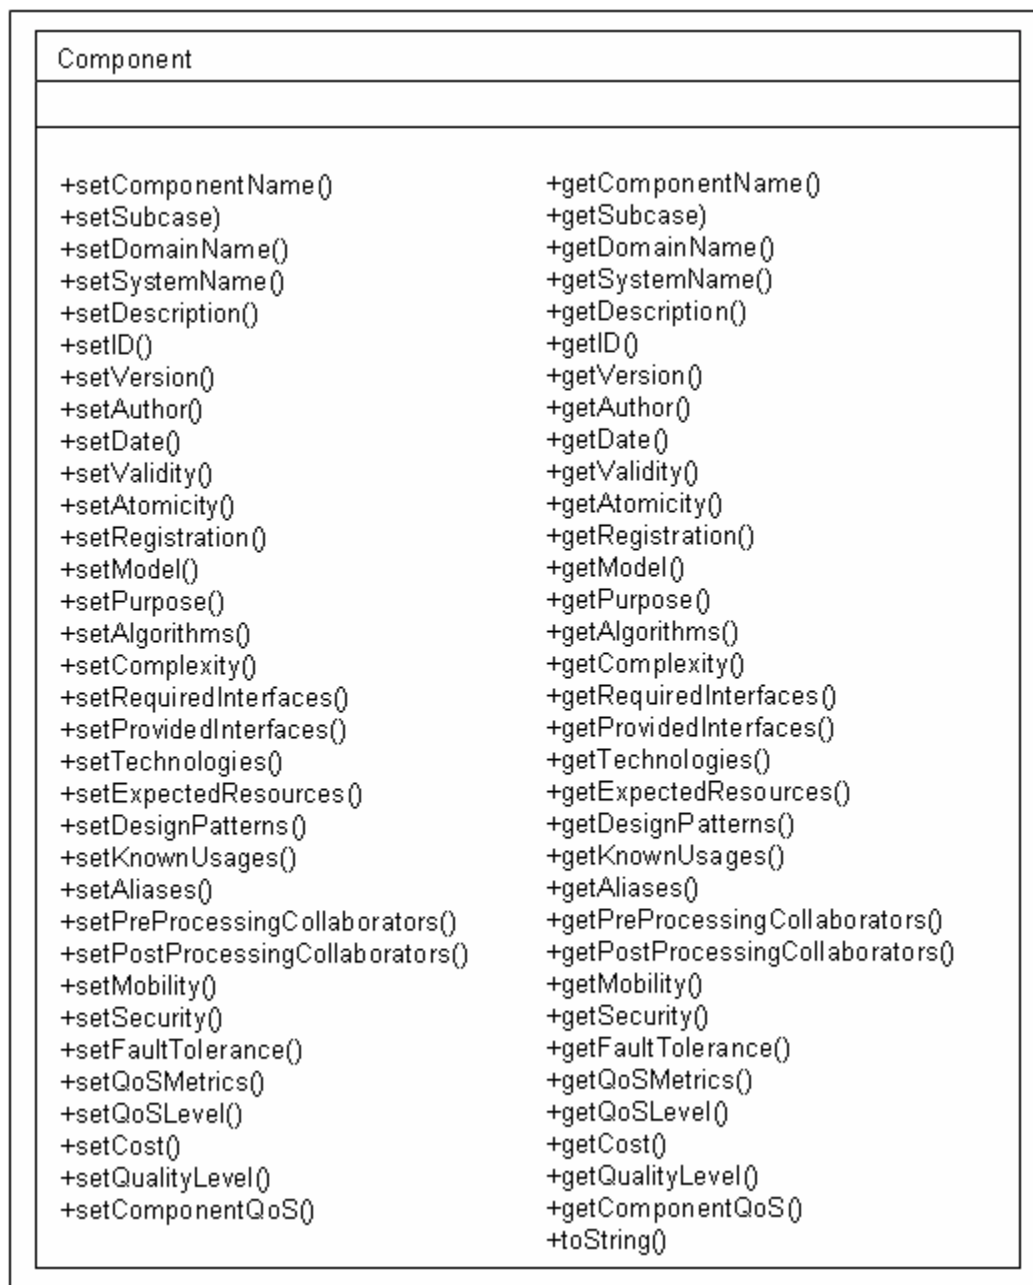 Component
+setComponentName()
+setSubcase)
+setDomainName()
+setSystemName()
+setDescription()
+setID()
+setVersion()
+setAuthor()
+setDate()
+setValidity()
+setAtomicity()
+setRegistration()
+setModel()
+setPurpose()
+setAlgorithms()
+setComplexity()
+setRequiredInterfaces()
+setProvidedInterfaces()
+setTechnologies()
+setExpectedResources()
+setDesignPatterns()
+setKnownUsages()
+setAliases()
+setPreProcessingCollaborators()
+setPostProcessingCollaborators()
+setMobility()
+setSecurity()
+setFaultTolerance()
+setQoSMetrics()
+setQoSLevel()
+setCost()
+setQualityLevel()
+setComponentQoS()
+getComponentName()
+getSubcase)
+getDomainName()
+getSystemName()
+getDescription()
+getID()
+getVersion()
+getAuthor()
+getDate()
+getValidity()
+getAtomicity()
+getRegistration()
+getModel()
+getPurpose()
+getAlgorithms()
+getComplexity()
+getRequiredInterfaces()
+getProvidedInterfaces()
+getTechnologies()
+getExpectedResources()
+getDesignPatterns()
+getKnownUsages()
+getAliases()
+getPreProcessingCollaborators()
+getPostProcessingCollaborators()
+getMobility()
+getSecurity()
+getFaultTolerance()
+getQoSMetrics()
+getQoSLevel()
+getCost()
+getQualityLevel()
+getComponentQoS()
+toString()